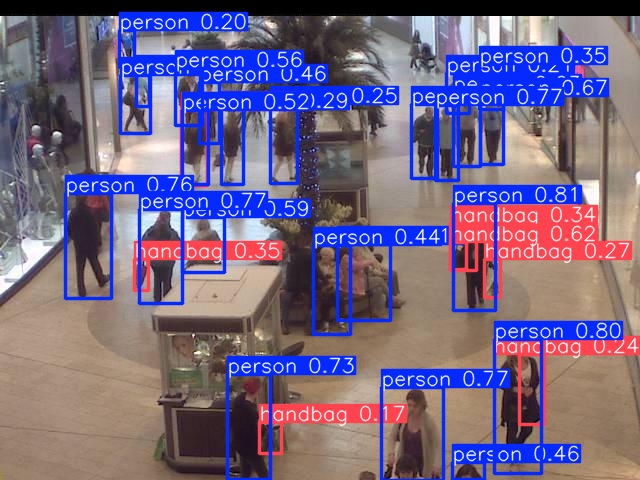 person 0.20
person 0.56
person 0.35
person 0.46
person 0.52
0.29
0.25
person 0.77
0.67
person 0.76
person 0.77
person 0.59
person 0.81
handbag 0.34
handbag 0.62
handbag 0.27
handbag 0.35
person 0.44
person 0.80
handbag 0.24
person 0.73
person 0.77
handbag 0.17
person 0.46